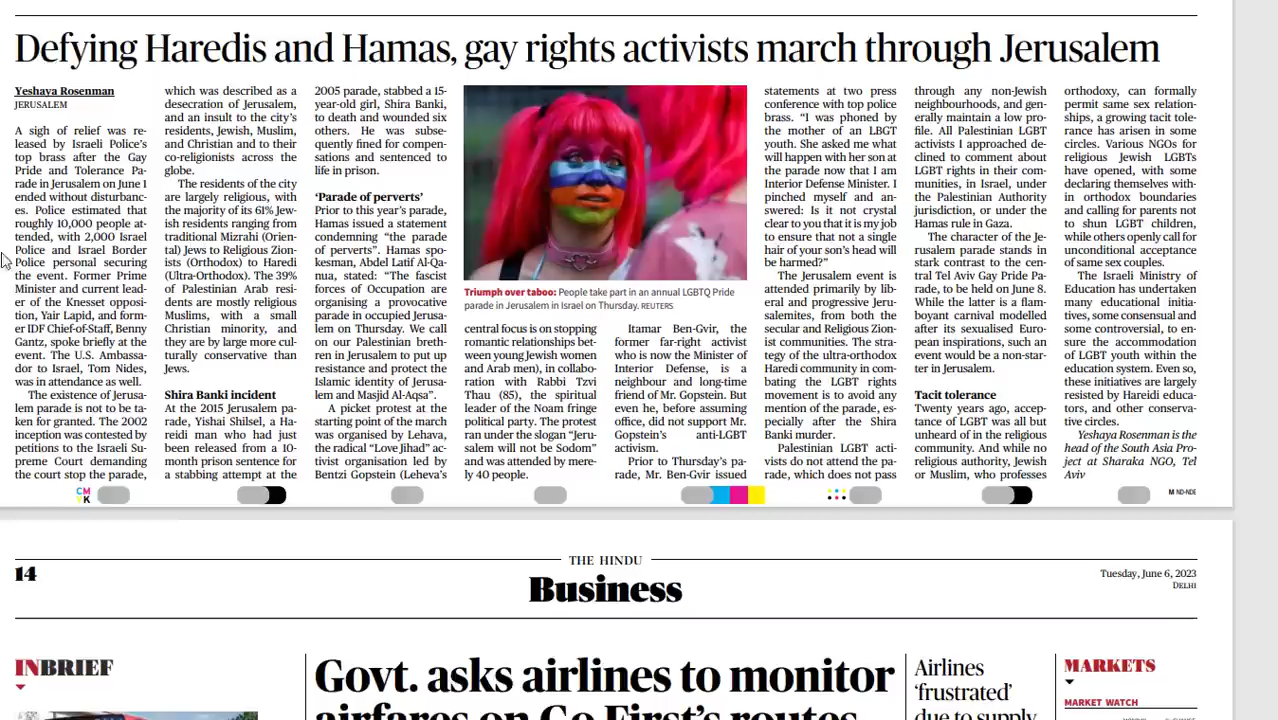 Defying Haredis and Hamas, gay rights activists march through Jerusalem
Yeshaya Rosenman
JERUSALEM
A sigh of relief was re-
leased by Israeli Police's
top brass after the Gay
Pride and Tolerance Pa-
rade in Jerusalem on June 1
ended without disturbanc-
es. Police estimated that
roughly 10,000 people at-
tended, with 2,000 Israel
Police and Israel Border
Police personal securing
the event. Former Prime
Minister and current lead-
er of the Knesset opposi-
tion, Yair Lapid, and form-
er IDF Chief-of-Staff, Benny
Gantz, spoke briefly at the
event. The U.S. Ambassa-
dor to Israel, Tom Nides,
was in attendance as well.
The existence of Jerusa-
lem parade is not to be ta-
ken for granted. The 2002
inception was contested by
petitions to the Israeli Su-
preme Court demanding
the court stop the parade,
which was described as a
desecration of Jerusalem,
and an insult to the city's
residents, Jewish, Muslim,
and Christian and to their
co-religionists across the
globe.
The residents of the city
are largely religious, with
the majority of its 61% Jew-
ish residents ranging from
traditional Mizrahi (Orien-
tal) Jews to Religious Zion-
ists (Orthodox) to Haredi
(Ultra-Orthodox). The 39%
of Palestinian Arab resi-
dents are mostly religious
Muslims, with a small
Christian minority, and
they are by large more cul-
turally conservative than
Jews.
Shira Banki incident
At the 2015 Jerusalem pa-
rade, Yishai Shilsel, a Ha-
reidi man who had just
been released from a 10-
month prison sentence for
a stabbing attempt at the
2005 parade, stabbed a 15-
year-old girl, Shira Banki,
to death and wounded six
others. He was subse-
quently fined for compen-
sations and sentenced to
life in prison.
'Parade of perverts'
Prior to this year's parade,
Hamas issued a statement
condemning "the parade
of perverts". Hamas spo-
kesman, Abdel Latif Al-Qa-
nua, stated: "The fascist
forces of Occupation are
organising a provocative
parade in occupied Jerusa-
lem on Thursday. We call
on our Palestinian breth-
ren in Jerusalem to put up
resistance and protect the
Islamic identity of Jerusa-
lem and Masjid Al-Aqsa".
A picket protest at the
starting point of the march
was organised by Lehava,
the radical "Love Jihad" ac-
tivist organisation led by
Bentzi Gopstein (Leheva's
Triumph over taboo: People take part in an annual LGBTQ Pride
parade in Jerusalem in Israel on Thursday. REUTERS
central focus is on stopping
romantic relationships bet-
ween young Jewish women
and Arab men), in collabo-
ration with Rabbi Tzvi
Thau (85), the spiritual
leader of the Noam fringe
political party. The protest
ran under the slogan "Jeru-
salem will not be Sodom"
and was attended by mere-
ly 40 people.
Itamar Ben-Gvir, the
former far-right activist
who is now the Minister of
Interior Defense, is a
neighbour and long-time
friend of Mr. Gopstein. But
even he, before assuming
office, did not support Mr.
Gopstein's anti-LGBT
activism.
Prior to Thursday's pa-
rade, Mr. Ben-Gvir issued
statements at two press
conference with top police
brass. "I was phoned by
the mother of an LBGT
youth. She asked me what
will happen with her son at
the parade now that I am
Interior Defense Minister. I
pinched myself and an-
swered: Is it not crystal
clear to you that it is my job
to ensure that not a single
hair of your son's head will
be harmed?"
The Jerusalem event is
attended primarily by lib-
eral and progressive Jeru-
salemites, from both the
secular and Religious Zion-
ist communities. The stra-
tegy of the ultra-orthodox
Haredi community in com-
bating the LGBT rights
movement is to avoid any
mention of the parade, es-
pecially after the Shira
Banki murder.
Palestinian LGBT acti-
vists do not attend the pa-
rade, which does not pass
through any non-Jewish
neighbourhoods, and gen-
erally maintain a low pro-
file. All Palestinian LGBT
activists I approached de-
clined to comment about
LGBT rights in their com-
munities, in Israel, under
the Palestinian Authority
jurisdiction, or under the
Hamas rule in Gaza.
The character of the Je-
rusalem parade stands in
stark contrast to the cen-
tral Tel Aviv Gay Pride Pa-
rade, to be held on June 8.
While the latter is a flam-
boyant carnival modelled
after its sexualised Euro-
pean inspirations, such an
event would be a non-star-
ter in Jerusalem.
Tacit tolerance
Twenty years ago, accep-
tance of LGBT was all but
unheard of in the religious
community. And while no
religious authority, Jewish
or Muslim, who professes
orthodoxy, can formally
permit same sex relation-
ships, a growing tacit tole-
rance has arisen in some
circles. Various NGOs for
religious Jewish LGBTs
have opened, with some
declaring themselves with-
in orthodox boundaries
and calling for parents not
to shun LGBT children,
while others openly call for
unconditional acceptance
of same sex couples.
The Israeli Ministry of
Education has undertaken
many educational initia-
tives, some consensual and
some controversial, to en-
sure the accommodation
of LGBT youth within the
education system. Even so,
these initiatives are largely
resisted by Hareidi educa-
tors, and other conserva-
tive circles.
Yeshaya Rosenman is the
head of the South Asia Pro-
ject at Sharaka NGO, Tel
Aviv
CM
YK
M ND-NDE
14
THE HINDU
Business
Tuesday, June 6, 2023
DELHI
INBRIEF
Govt. asks airlines to monitor
airfares on Go First's routes
Airlines
'frustrated'
due to supply
MARKETS
MARKET WATCH